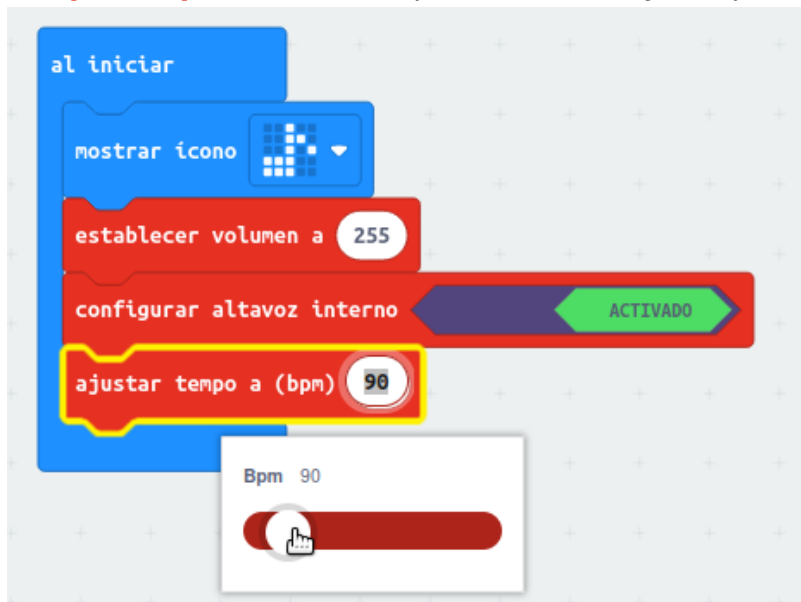 al iniciar
mostrar ícono
establecer volumen a 255
configurar altavoz interno ACTIVADO
ajustar tempo a (bpm) 90
Bpm 90